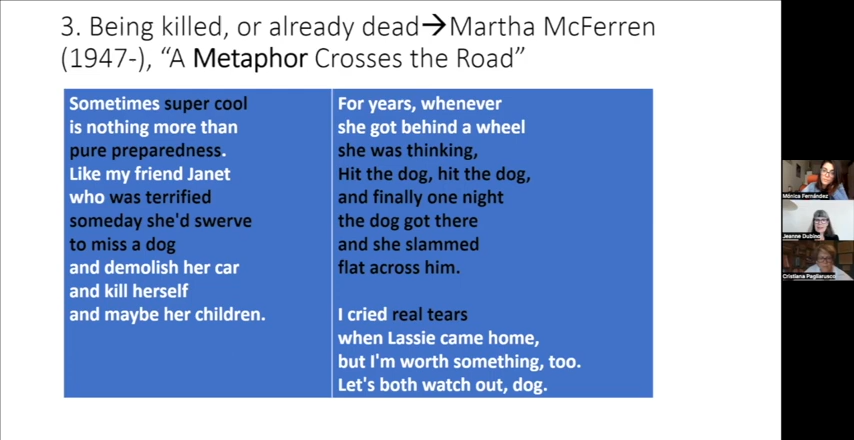 3. Being killed, or already dead→Martha McFerren
(1947-), “A Metaphor Crosses the Road”
Sometimes super cool
is nothing more than
pure preparedness.
Like my friend Janet
who was terrified
someday she'd swerve
to miss a dog
and demolish her car
and kill herself
and maybe her children.
For years, whenever
she got behind a wheel
she was thinking,
Hit the dog, hit the dog,
and finally one night
the dog got there
and she slammed
flat across him.
I cried real tears
when Lassie came home,
but I'm worth something, too.
Let's both watch out, dog.
Mónica Fernández
Jeanne Dubino
Cristiana Pagliarusco